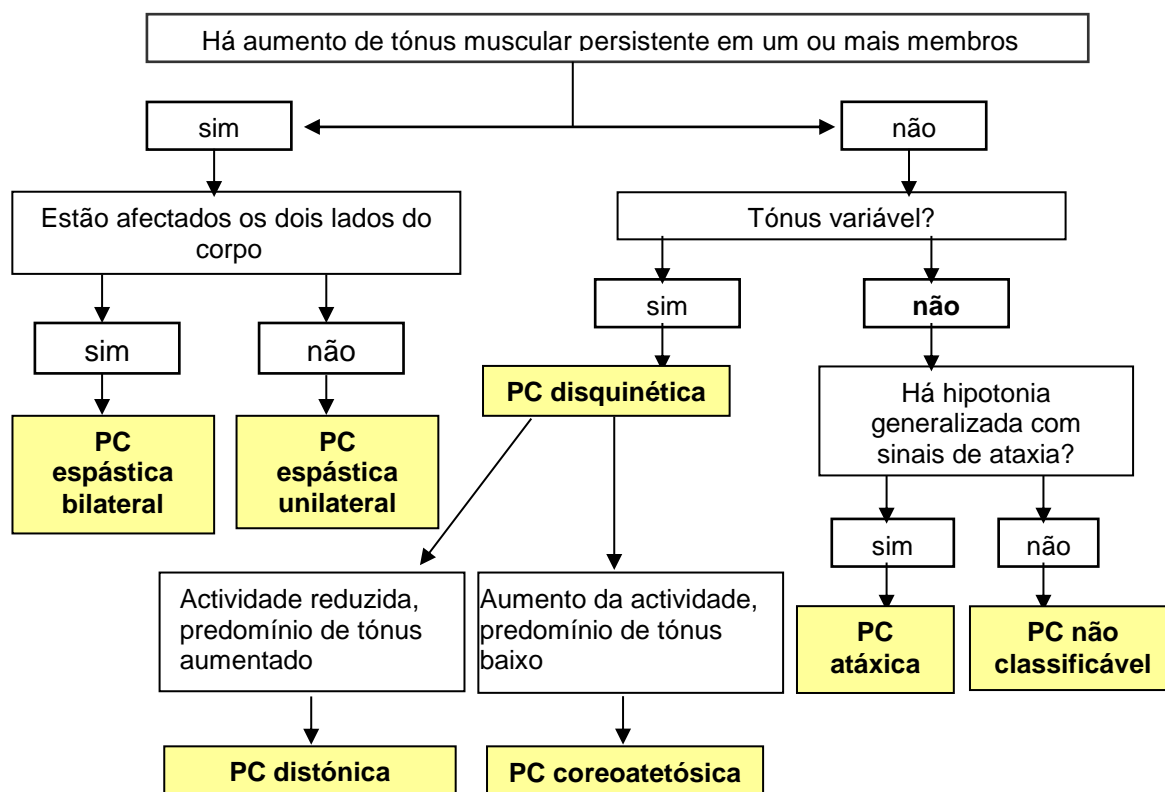 Há aumento de tónus muscular persistente em um ou mais membros
sim
não
Estão afectados os dois lados do
corpo
Tónus variável?
sim
não
sim
não
PC disquinética
Há hipotonia
generalizada com
sinais de ataxia?
PC
espástica
bilateral
PC
espástica
unilateral
sim
não
Actividade reduzida,
predomínio de tónus
aumentado
Aumento da actividade,
predomínio de tónus
baixo
PC
atáxica
PC não
classificável
PC distónica
PC coreoatetósica